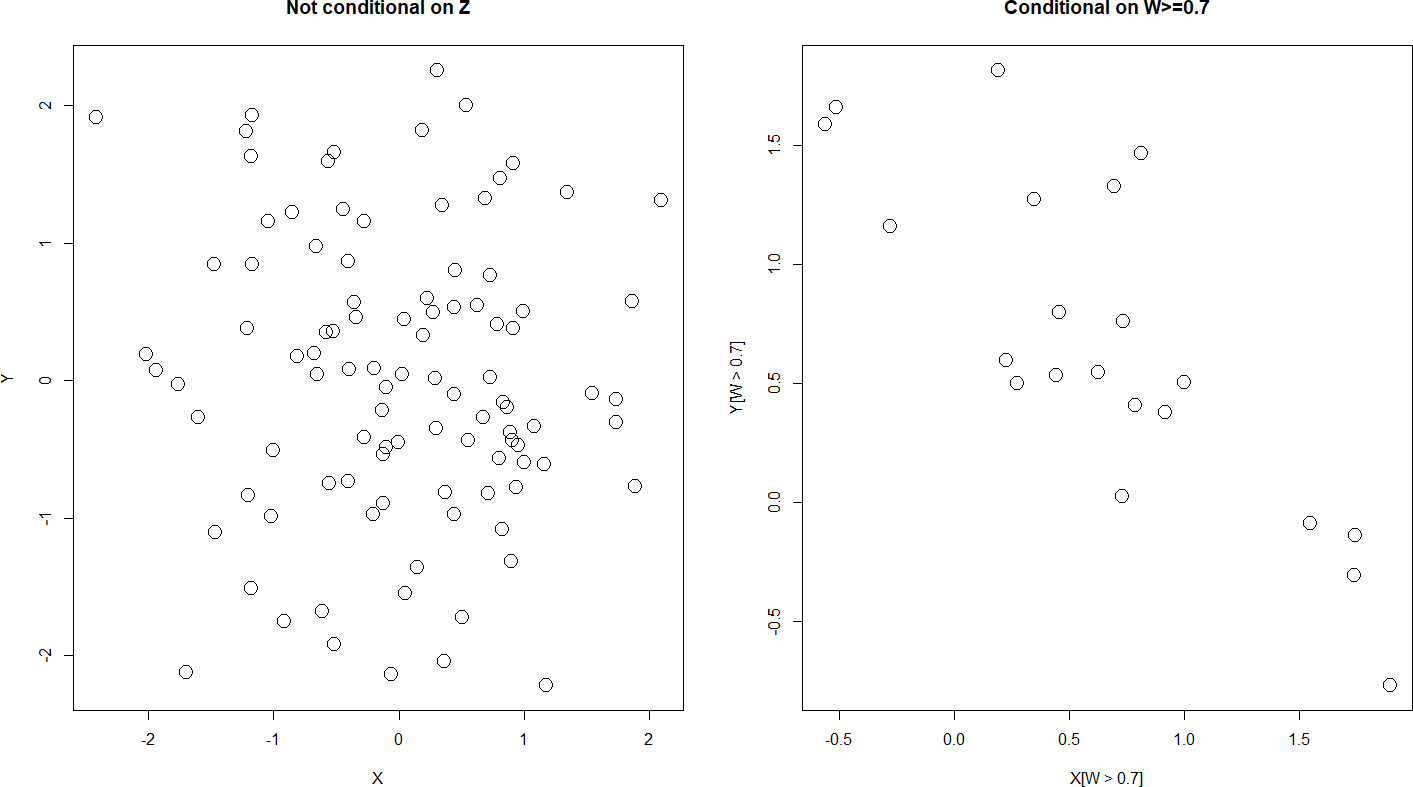 Not conditional on Z
Y
2
1
0
-1
-2
-2 -1 0 1 2
X
Conditional on W>=0.7
Y[W > 0.7]
1.5
1.0
0.5
0.0
-0.5
-0.5 0.0 0.5 1.0 1.5
X[W > 0.7]